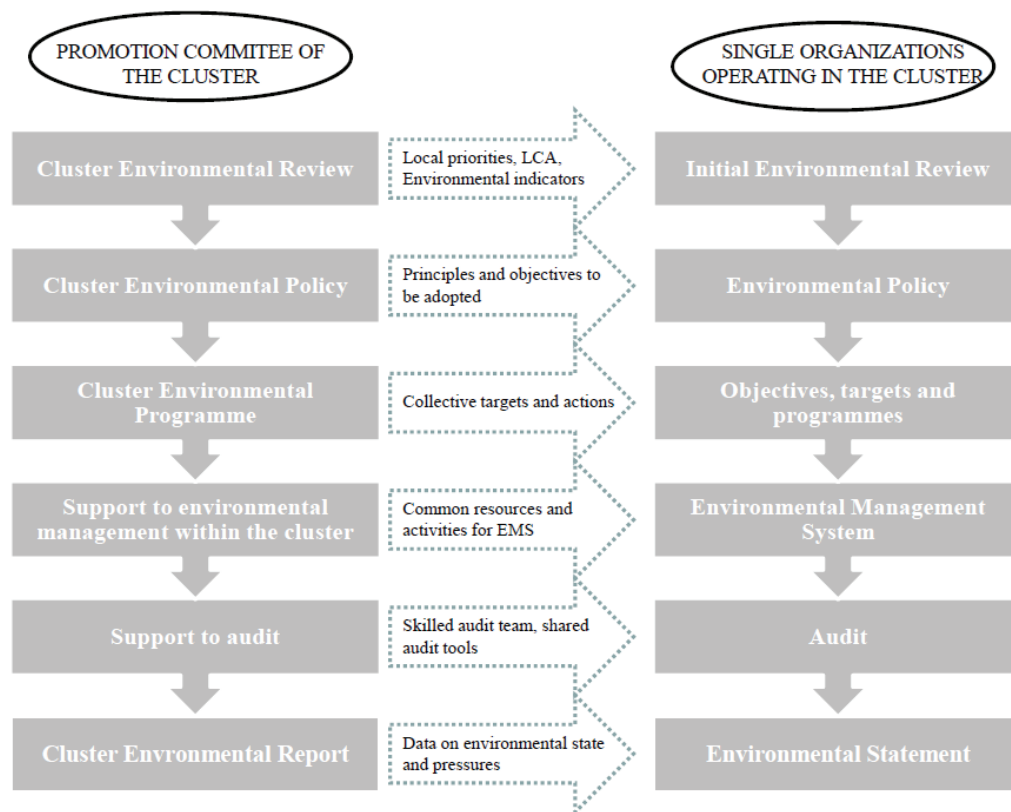 PROMOTION COMMITEE OF
THE CLUSTER
SINGLE ORGANIZATIONS
OPERATING IN THE CLUSTER
Cluster Environmental Review
Local priorities, LCA,
Environmental indicators
Initial Environmental Review
Cluster Environmental Policy
Principles and objectives to
be adopted
Environmental Policy
Cluster Environmental
Programme
Collective targets and actions
Objectives, targets and
programmes
Support to environmental
management within the cluster
Common resources and
activities for EMS
Environmental Management
System
Support to audit
Skilled audit team, shared
audit tools
Audit
Cluster Envronmental Report
Data on environmental state
and pressures
Environmental Statement